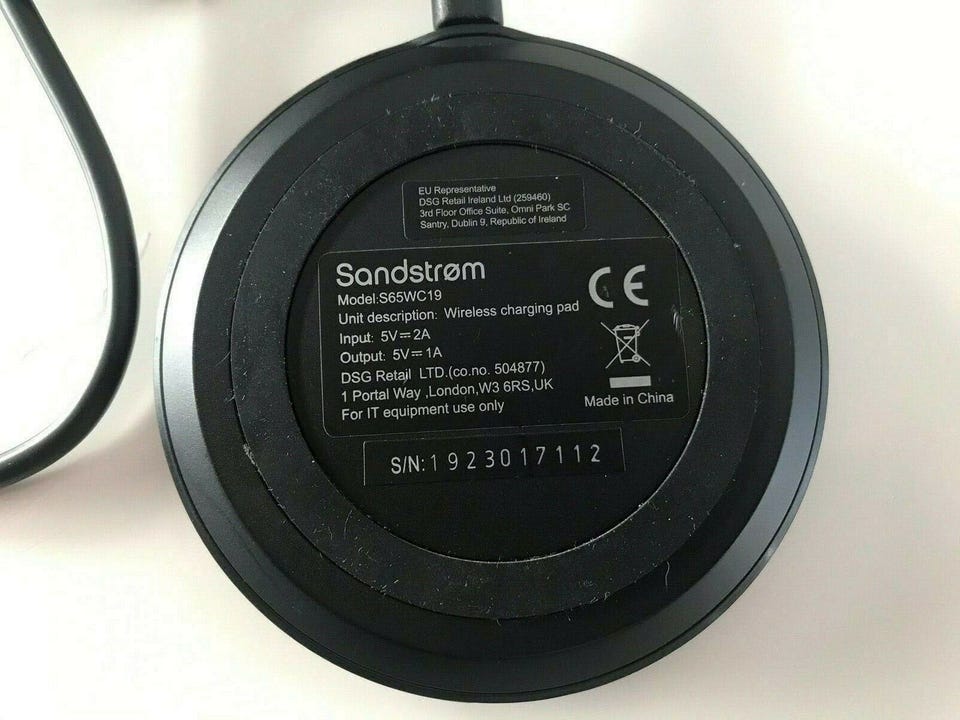 EU Representative
DSG Retail Ireland Ltd (259460)
3rd Floor Office Suite, Omni Park SC
Santry, Dublin 9, Republic of Ireland
Sandstrøm
Model:S65WC19
Unit description: Wireless charging pad
Input: 5V⎓2A
Output: 5V⎓1A
DSG Retail LTD.(co.no. 504877)
1 Portal Way ,London,W3 6RS,UK
For IT equipment use only
CE
Made in China
S/N:1923017112